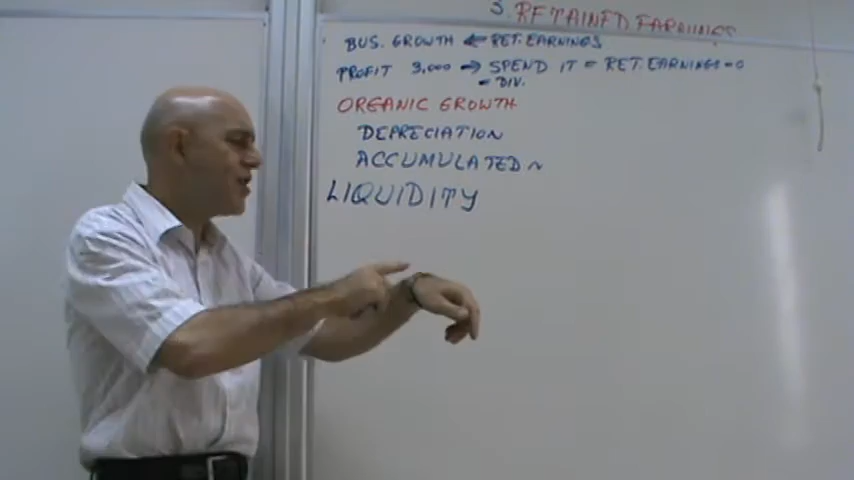 3. RETAINED EARNINGS
BUS. GROWTH ← RET. EARNINGS
PROFIT 3,000 → SPEND IT = RET. EARNINGS = 0
= DIV.
ORGANIC GROWTH
DEPRECIATION
ACCUMULATED ~
LIQUIDITY